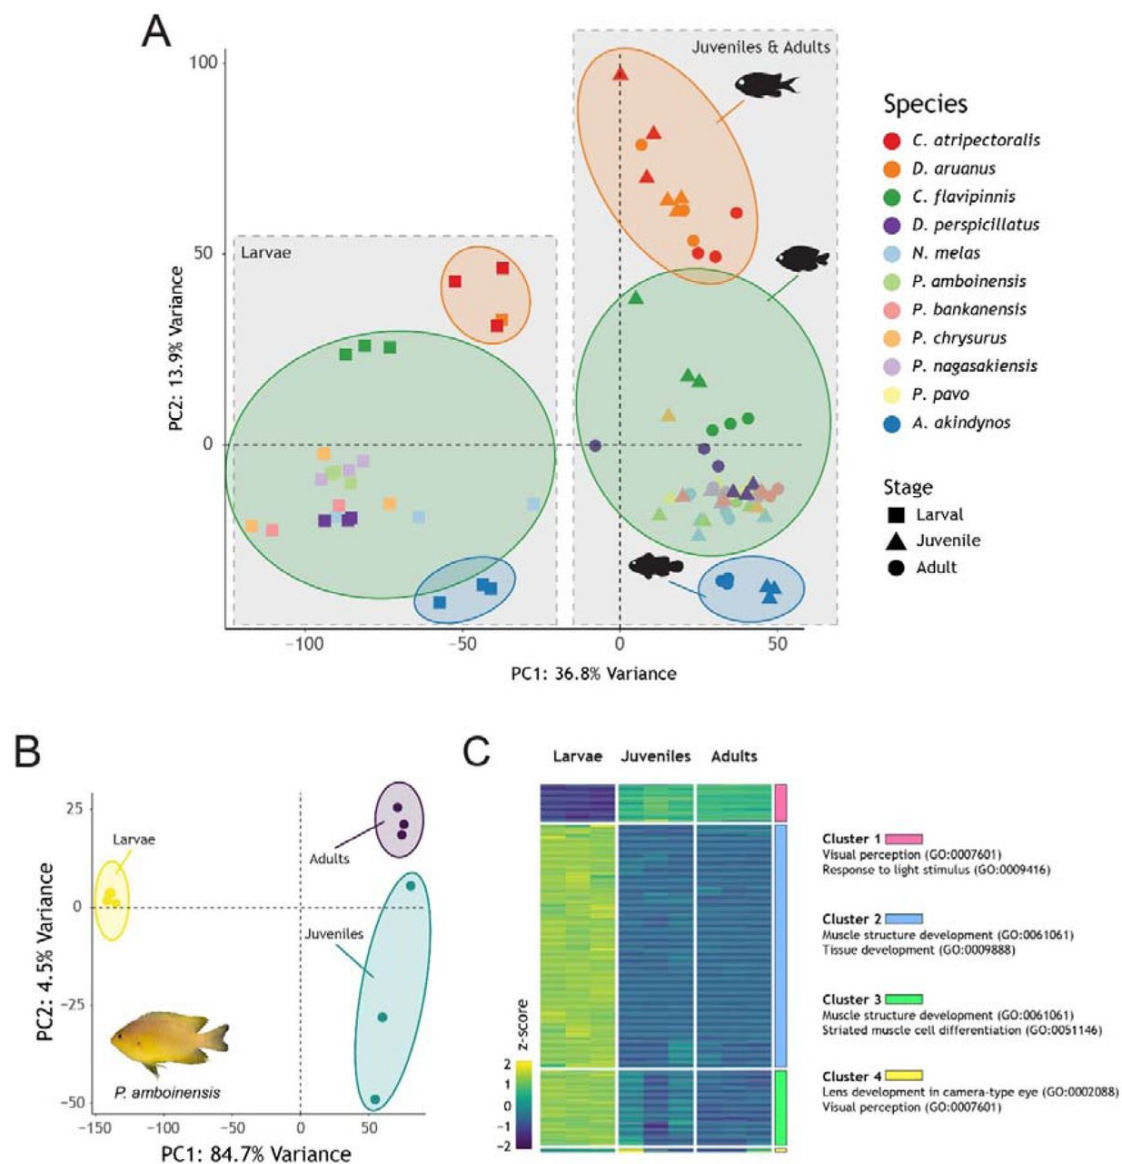 A
Juveniles & Adults
Larvae
100
50
0
PC2: 13.9% Variance
−100
−50
0
50
PC1: 36.8% Variance
Species
C. atripectoralis
D. aruanus
C. flavipinnis
D. perspicillatus
N. melas
P. amboinensis
P. bankanensis
P. chrysurus
P. nagasakiensis
P. pavo
A. akindynos
Stage
Larval
Juvenile
Adult
B
25
0
−25
−50
PC2: 4.5% Variance
Larvae
Adults
Juveniles
P. amboinensis
−150
−100
−50
0
50
PC1: 84.7% Variance
C
Larvae Juveniles Adults
z-score
2
1
0
−1
−2
Cluster 1
Visual perception (GO:0007601)
Response to light stimulus (GO:0009416)
Cluster 2
Muscle structure development (GO:0061061)
Tissue development (GO:0009888)
Cluster 3
Muscle structure development (GO:0061061)
Striated muscle cell differentiation (GO:0051146)
Cluster 4
Lens development in camera-type eye (GO:0002088)
Visual perception (GO:0007601)